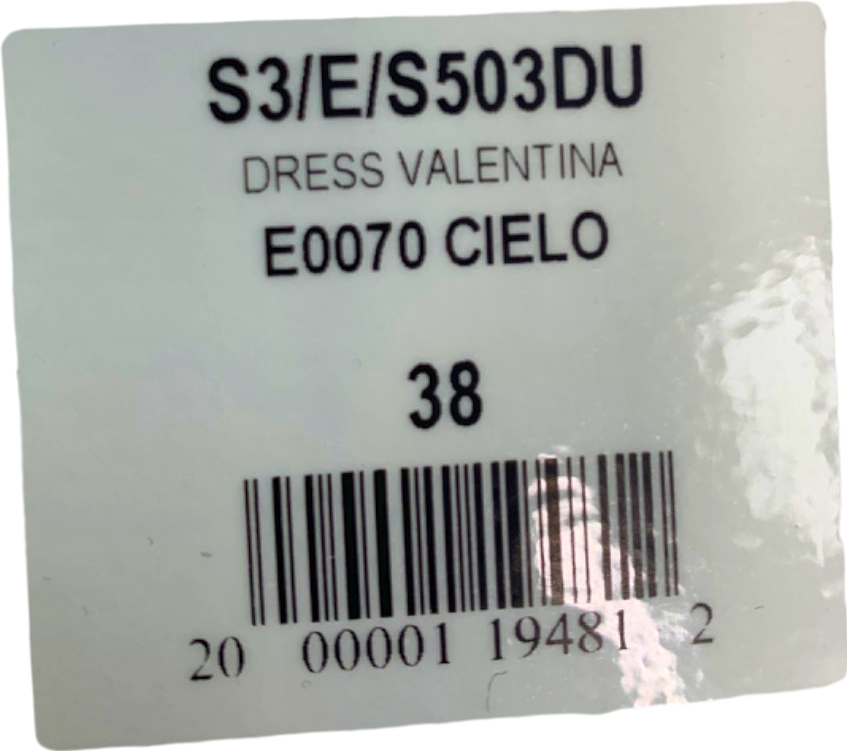 S3/E/S503DU
DRESS VALENTINA
E0070 CIELO
38
20 00001 19481 2